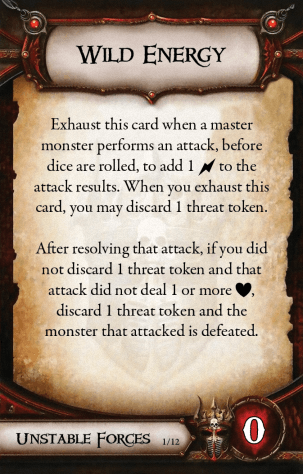 Wild Energy
Exhaust this card when a master
monster performs an attack, before
dice are rolled, to add 1 to the
attack results. When you exhaust this
card, you may discard 1 threat token.
After resolving that attack, if you did
not discard 1 threat token and that
attack did not deal 1 or more ♥,
discard 1 threat token and the
monster that attacked is defeated.
Unstable Forces 1/12
0